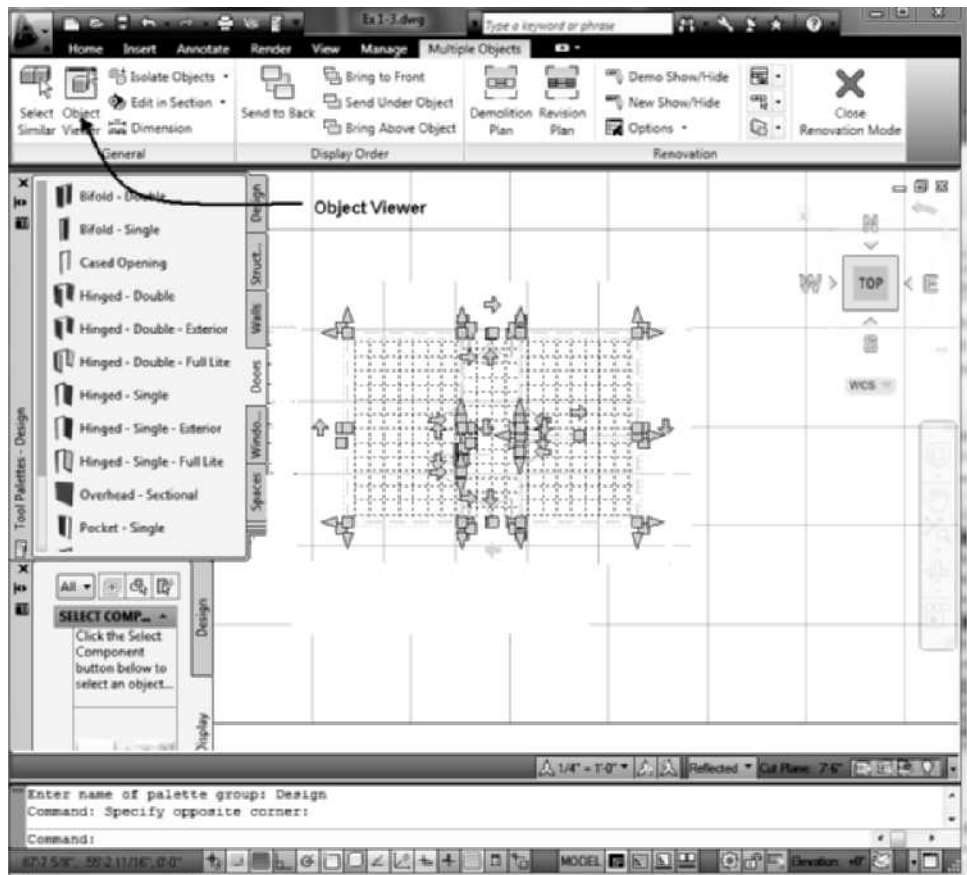 Ex 1-3.dwg
Type a keyword or phrase
Home Insert Annotate Render View Manage Multiple Objects
Select Similar
Object Viewer
Isolate Objects
Edit in Section
Dimension
General
Send to Back
Bring to Front
Send Under Object
Bring Above Object
Display Order
Demolition Plan
Revision Plan
Demo Show/Hide
New Show/Hide
Options
Close Renovation Mode
Renovation
Object Viewer
Bifold - Double
Bifold - Single
Cased Opening
Hinged - Double
Hinged - Double - Exterior
Hinged - Double - Full Lite
Hinged - Single
Hinged - Single - Exterior
Hinged - Single - Full Lite
Overhead - Sectional
Pocket - Single
Design
Struct...
Walls
Doors
Windo...
Spaces
Tool Palettes - Design
N
W
TOP
E
WCS
All
SELECT COMP...
Click the Select
Component
button below to
select an object...
Design
Display
1/4" = 1'-0" Reflected Cut Plane: 7'-6"
Enter name of palette group: Design
Command: Specify opposite corner:
Command:
MODEL
Elevation: +0"